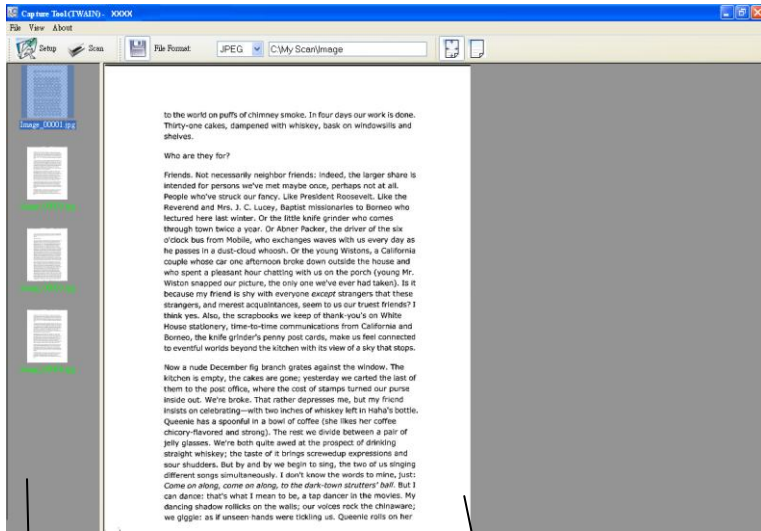 Capture Tool(TWAIN) - XXXX
File View About
Setup Scan File Format JPEG C:\My Scan\Image
Image_00001.jpg
to the world on puffs of chimney smoke. In four days our work is done.
Thirty-one cakes, dampened with whiskey, bask on windowsills and
shelves.
Who are they for?
Friends. Not necessarily neighbor friends: indeed, the larger share is
intended for persons we've met maybe once, perhaps not at all.
People who've struck our fancy. Like President Roosevelt. Like the
Reverend and Mrs. J. C. Lucey, Baptist missionaries to Borneo who
lectured here last winter. Or the little knife grinder who comes
through town twice a year. Or Abner Packer, the driver of the six
o'clock bus from Mobile, who exchanges waves with us every day as
he passes in a dust-cloud whoosh. Or the young Wistons, a California
couple whose car one afternoon broke down outside the house and
who spent a pleasant hour chatting with us on the porch (young Mr.
Wiston snapped our picture, the only one we've ever had taken). Is it
because my friend is shy with everyone except strangers that these
strangers, and merest acquaintances, seem to us our truest friends? I
think yes. Also, the scrapbooks we keep of thank-you's on White
House stationery, time-to-time communications from California and
Borneo, the knife grinder's penny post cards, make us feel connected
to eventful worlds beyond the kitchen with its view of a sky that stops.
Now a nude December fig branch grates against the window. The
kitchen is empty, the cakes are gone; yesterday we carted the last of
them to the post office, where the cost of stamps turned our purse
inside out. We're broke. That rather depresses me, but my friend
insists on celebrating—with two inches of whiskey left in Haha's bottle.
Queenie has a spoonful in a bowl of coffee (she likes her coffee
chicory-flavored and strong). The rest we divide between a pair of
jelly glasses. We're both quite awed at the prospect of drinking
straight whiskey; the taste of it brings screwedup expressions and
sour shudders. But by and by we begin to sing, the two of us singing
different songs simultaneously. I don't know the words to mine, just:
Come on along, come on along, to the dark-town strutters' ball. But I
can dance: that's what I mean to be, a tap dancer in the movies. My
dancing shadow rollicks on the walls; our voices rock the chinaware;
we giggle: as if unseen hands were tickling us. Queenie rolls on her